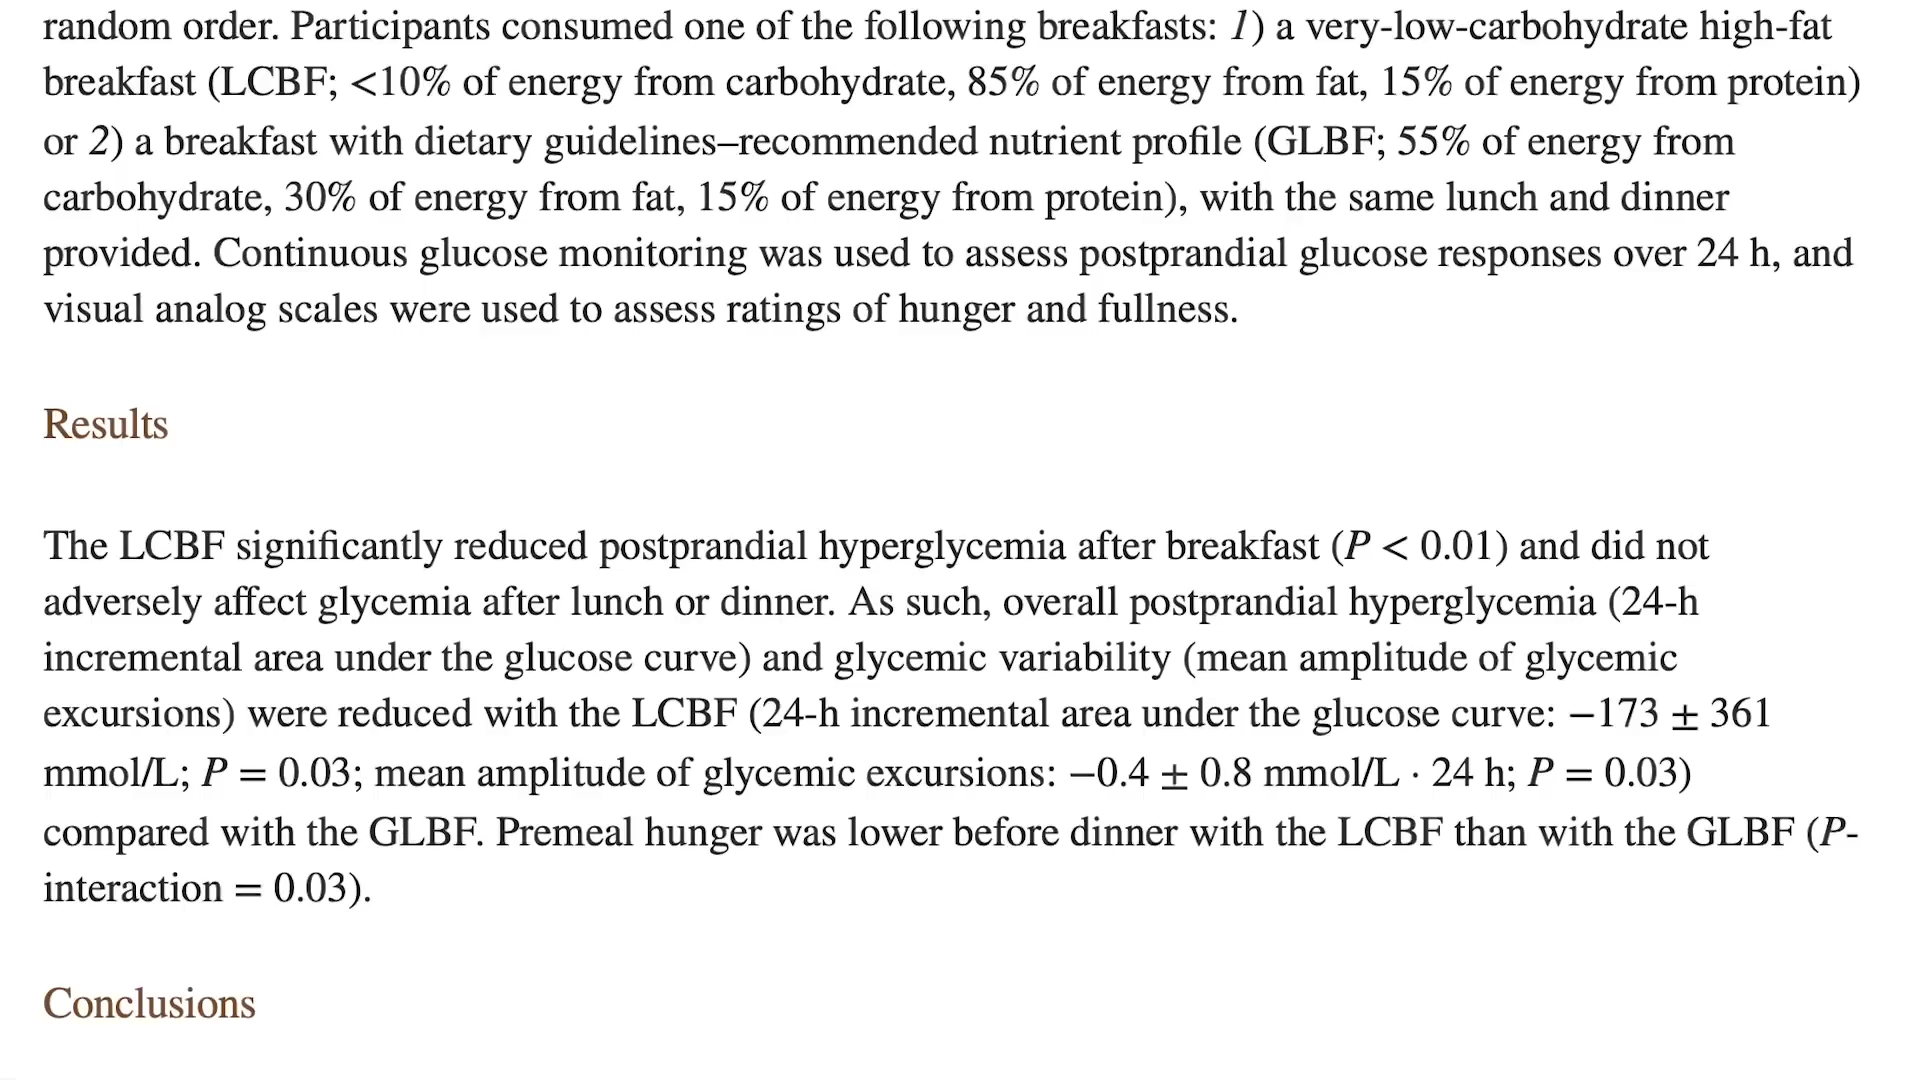 random order. Participants consumed one of the following breakfasts: 1) a very-low-carbohydrate high-fat
breakfast (LCBF; <10% of energy from carbohydrate, 85% of energy from fat, 15% of energy from protein)
or 2) a breakfast with dietary guidelines–recommended nutrient profile (GLBF; 55% of energy from
carbohydrate, 30% of energy from fat, 15% of energy from protein), with the same lunch and dinner
provided. Continuous glucose monitoring was used to assess postprandial glucose responses over 24 h, and
visual analog scales were used to assess ratings of hunger and fullness.
Results
The LCBF significantly reduced postprandial hyperglycemia after breakfast (P < 0.01) and did not
adversely affect glycemia after lunch or dinner. As such, overall postprandial hyperglycemia (24-h
incremental area under the glucose curve) and glycemic variability (mean amplitude of glycemic
excursions) were reduced with the LCBF (24-h incremental area under the glucose curve: −173 ± 361
mmol/L; P = 0.03; mean amplitude of glycemic excursions: −0.4 ± 0.8 mmol/L · 24 h; P = 0.03)
compared with the GLBF. Premeal hunger was lower before dinner with the LCBF than with the GLBF (P-
interaction = 0.03).
Conclusions